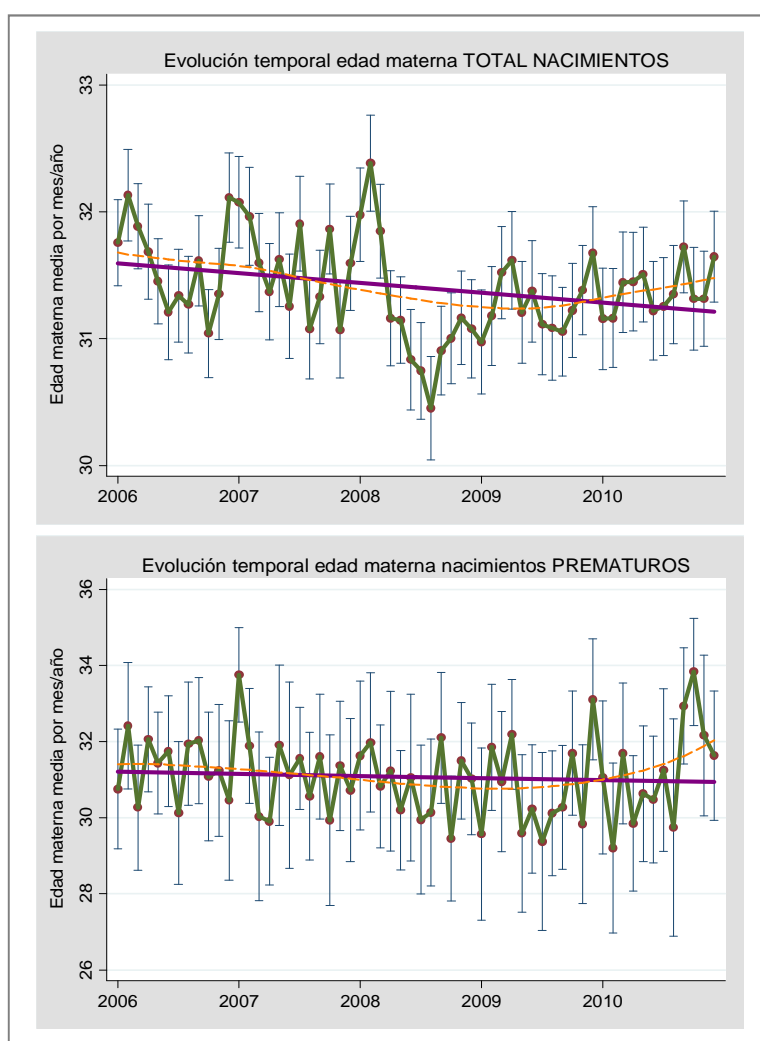 Evolución temporal edad materna TOTAL NACIMIENTOS
Edad materna media por mes/año
33
32
31
30
2006 2007 2008 2009 2010
Evolución temporal edad materna nacimientos PREMATUROS
Edad materna media por mes/año
36
34
32
30
28
26
2006 2007 2008 2009 2010